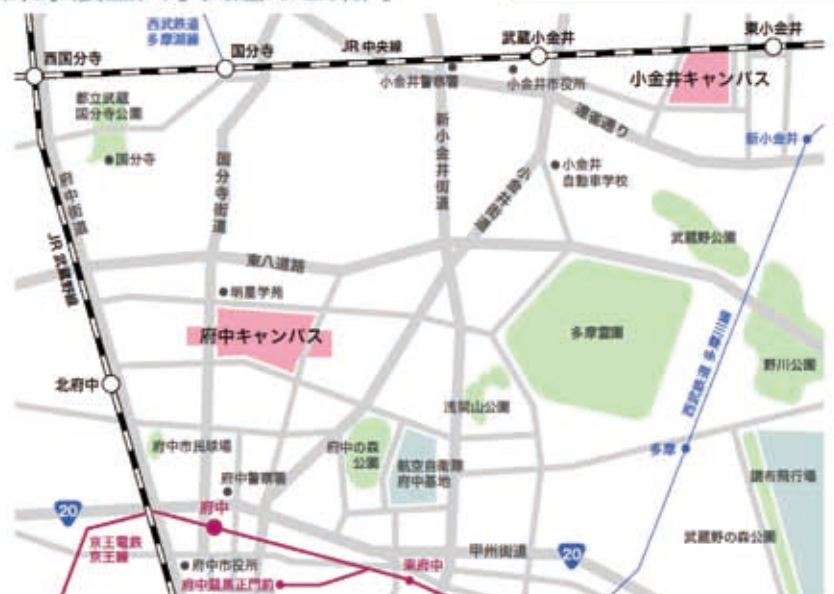 西武鉄道
多摩湖線
西国分寺
国分寺
JR 中央線
武蔵小金井
東小金井
小金井警察署
小金井市役所
小金井キャンパス
都立武蔵
国分寺公園
国分寺
府中街道
国分寺街道
新小金井街道
小金井街道
連雀通り
新小金井
小金井
自動車学校
JR 武蔵野線
東八道路
武蔵野公園
明星学苑
府中キャンパス
多摩霊園
西武鉄道 多摩川線
野川公園
北府中
浅間山公園
府中市民球場
府中の森
公園
航空自衛隊
府中基地
多摩
調布飛行場
府中警察署
20
府中
武蔵野の森公園
京王電鉄
京王線
甲州街道
20
府中市役所
東府中
府中競馬正門前